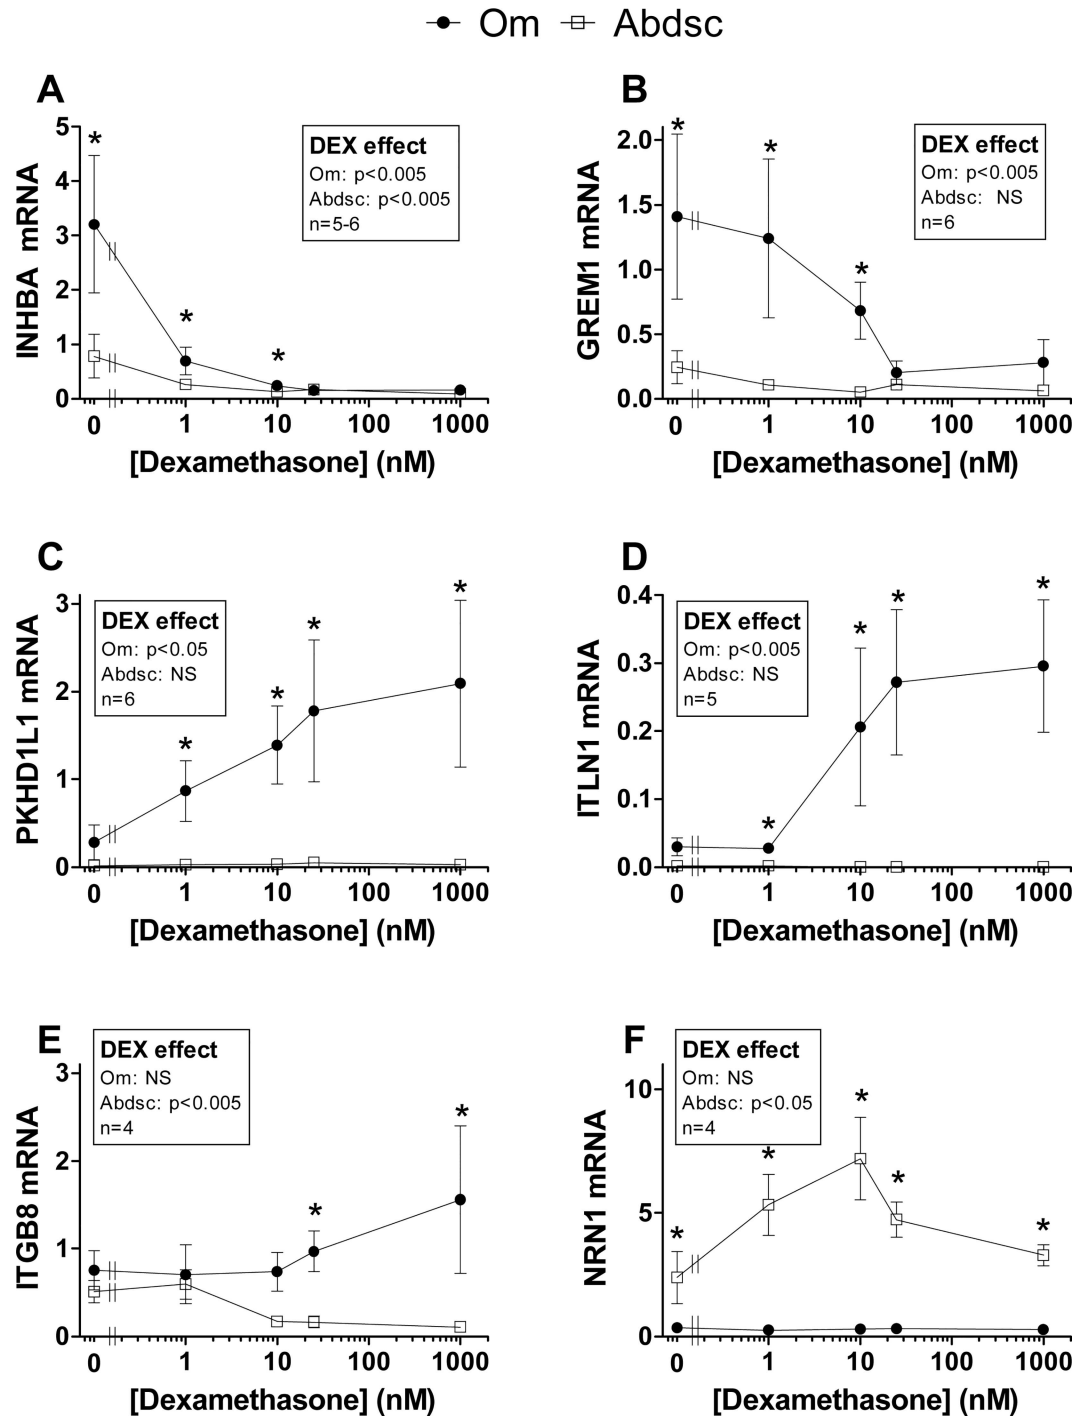 Om Abdsc
A
INHBA mRNA
5
4
3
2
1
0
*
*
*
DEX effect
Om: p<0.005
Abdsc: p<0.005
n=5-6
0 1 10 100 1000
[Dexamethasone] (nM)
B
GREM1 mRNA
2.0
1.5
1.0
0.5
0.0
*
*
*
DEX effect
Om: p<0.005
Abdsc: NS
n=6
0 1 10 100 1000
[Dexamethasone] (nM)
C
PKHD1L1 mRNA
3
2
1
0
DEX effect
Om: p<0.05
Abdsc: NS
n=6
*
*
*
*
0 1 10 100 1000
[Dexamethasone] (nM)
D
ITLN1 mRNA
0.4
0.3
0.2
0.1
0.0
DEX effect
Om: p<0.005
Abdsc: NS
n=5
*
*
*
*
0 1 10 100 1000
[Dexamethasone] (nM)
E
ITGB8 mRNA
3
2
1
0
DEX effect
Om: NS
Abdsc: p<0.005
n=4
*
*
0 1 10 100 1000
[Dexamethasone] (nM)
F
NRN1 mRNA
10
5
0
DEX effect
Om: NS
Abdsc: p<0.05
n=4
*
*
*
*
*
0 1 10 100 1000
[Dexamethasone] (nM)